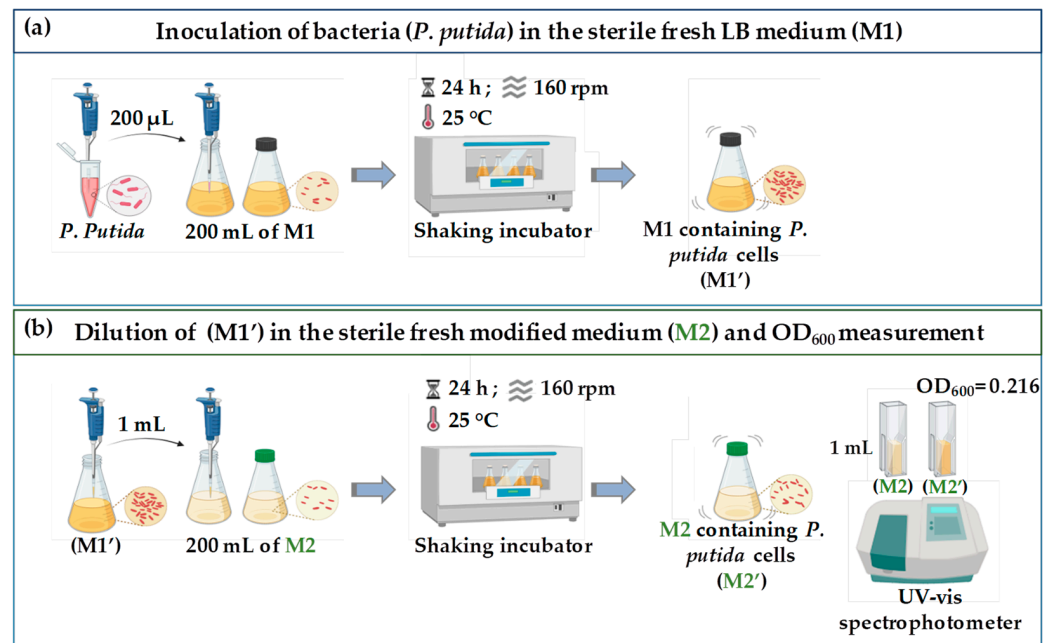 (a)
Inoculation of bacteria (P. putida) in the sterile fresh LB medium (M1)
200 µL
24 h ; 160 rpm
25 °C
P. Putida
200 mL of M1
Shaking incubator
M1 containing P.
putida cells
(M1’)
(b)
Dilution of (M1’) in the sterile fresh modified medium (M2) and OD600 measurement
1 mL
24 h ; 160 rpm
25 °C
OD600= 0.216
1 mL
(M2) (M2’)
(M1’)
200 mL of M2
Shaking incubator
M2 containing P.
putida cells
(M2’)
UV-vis
spectrophotometer